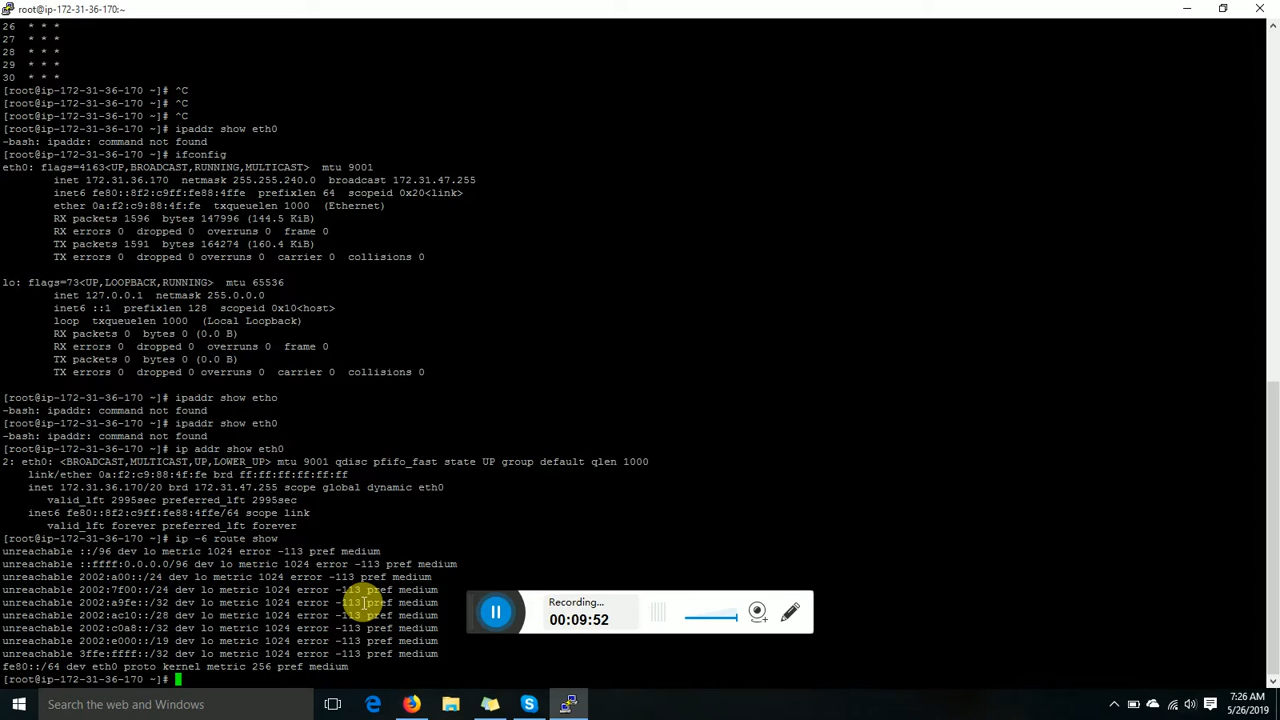 root@ip-172-31-36-170:~
26  * * *
27  * * *
28  * * *
29  * * *
30  * * *
[root@ip-172-31-36-170 ~]# ^C
[root@ip-172-31-36-170 ~]# ^C
[root@ip-172-31-36-170 ~]# ^C
[root@ip-172-31-36-170 ~]# ipaddr show eth0
-bash: ipaddr: command not found
[root@ip-172-31-36-170 ~]# ifconfig
eth0: flags=4163<UP,BROADCAST,RUNNING,MULTICAST>  mtu 9001
        inet 172.31.36.170  netmask 255.255.240.0  broadcast 172.31.47.255
        inet6 fe80::8f2:c9ff:fe88:4ffe  prefixlen 64  scopeid 0x20<link>
        ether 0a:f2:c9:88:4f:fe  txqueuelen 1000  (Ethernet)
        RX packets 1596  bytes 147996 (144.5 KiB)
        RX errors 0  dropped 0  overruns 0  frame 0
        TX packets 1591  bytes 164274 (160.4 KiB)
        TX errors 0  dropped 0 overruns 0  carrier 0  collisions 0
lo: flags=73<UP,LOOPBACK,RUNNING>  mtu 65536
        inet 127.0.0.1  netmask 255.0.0.0
        inet6 ::1  prefixlen 128  scopeid 0x10<host>
        loop  txqueuelen 1000  (Local Loopback)
        RX packets 0  bytes 0 (0.0 B)
        RX errors 0  dropped 0  overruns 0  frame 0
        TX packets 0  bytes 0 (0.0 B)
        TX errors 0  dropped 0 overruns 0  carrier 0  collisions 0
[root@ip-172-31-36-170 ~]# ipaddr show etho
-bash: ipaddr: command not found
[root@ip-172-31-36-170 ~]# ipaddr show eth0
-bash: ipaddr: command not found
[root@ip-172-31-36-170 ~]# ip addr show eth0
2: eth0: <BROADCAST,MULTICAST,UP,LOWER_UP> mtu 9001 qdisc pfifo_fast state UP group default qlen 1000
    link/ether 0a:f2:c9:88:4f:fe brd ff:ff:ff:ff:ff:ff
    inet 172.31.36.170/20 brd 172.31.47.255 scope global dynamic eth0
       valid_lft 2995sec preferred_lft 2995sec
    inet6 fe80::8f2:c9ff:fe88:4ffe/64 scope link
       valid_lft forever preferred_lft forever
[root@ip-172-31-36-170 ~]# ip -6 route show
unreachable ::/96 dev lo metric 1024 error -113 pref medium
unreachable ::ffff:0.0.0.0/96 dev lo metric 1024 error -113 pref medium
unreachable 2002:a00::/24 dev lo metric 1024 error -113 pref medium
unreachable 2002:7f00::/24 dev lo metric 1024 error -113 pref medium
unreachable 2002:a9fe::/32 dev lo metric 1024 error -113 pref medium
unreachable 2002:ac10::/28 dev lo metric 1024 error -113 pref medium
unreachable 2002:c0a8::/32 dev lo metric 1024 error -113 pref medium
unreachable 2002:e000::/19 dev lo metric 1024 error -113 pref medium
unreachable 3ffe:ffff::/32 dev lo metric 1024 error -113 pref medium
fe80::/64 dev eth0 proto kernel metric 256 pref medium
[root@ip-172-31-36-170 ~]#
Recording...
00:09:52
Search the web and Windows
7:26 AM
5/26/2019